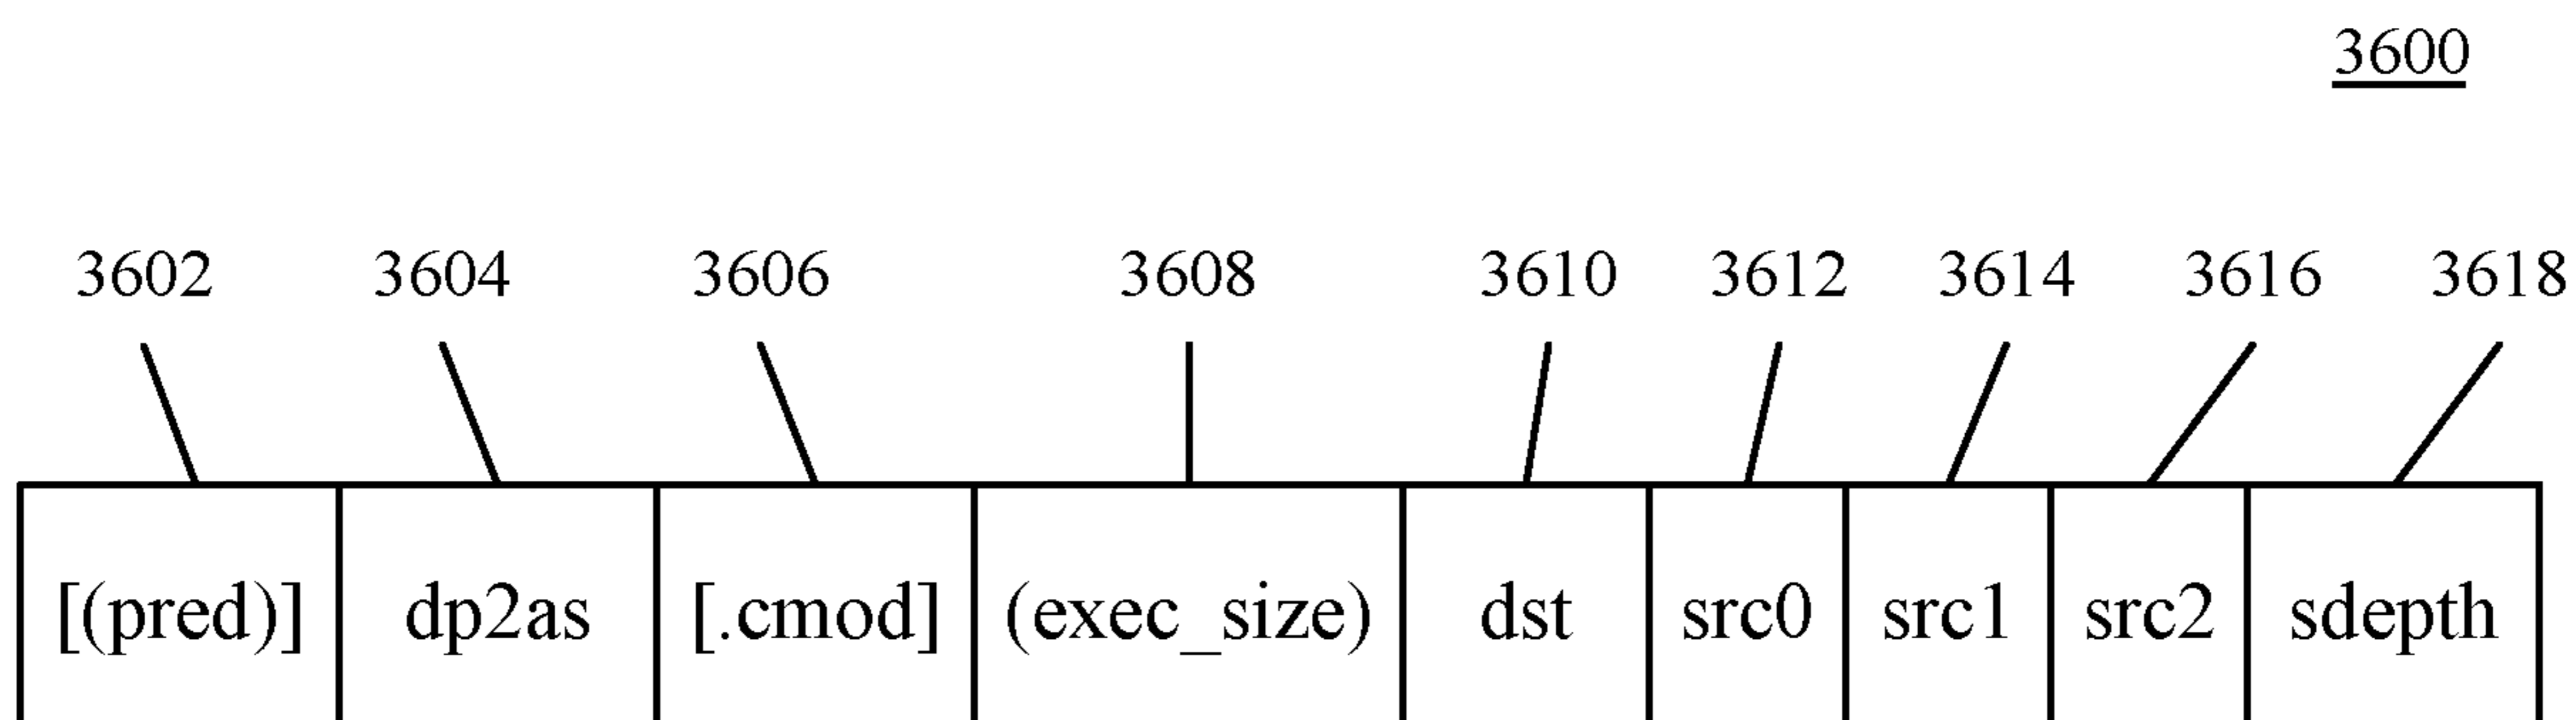 3600
3602 3604 3606 3608 3610 3612 3614 3616 3618
[(pred)] dp2as [.cmod] (exec_size) dst src0 src1 src2 sdepth